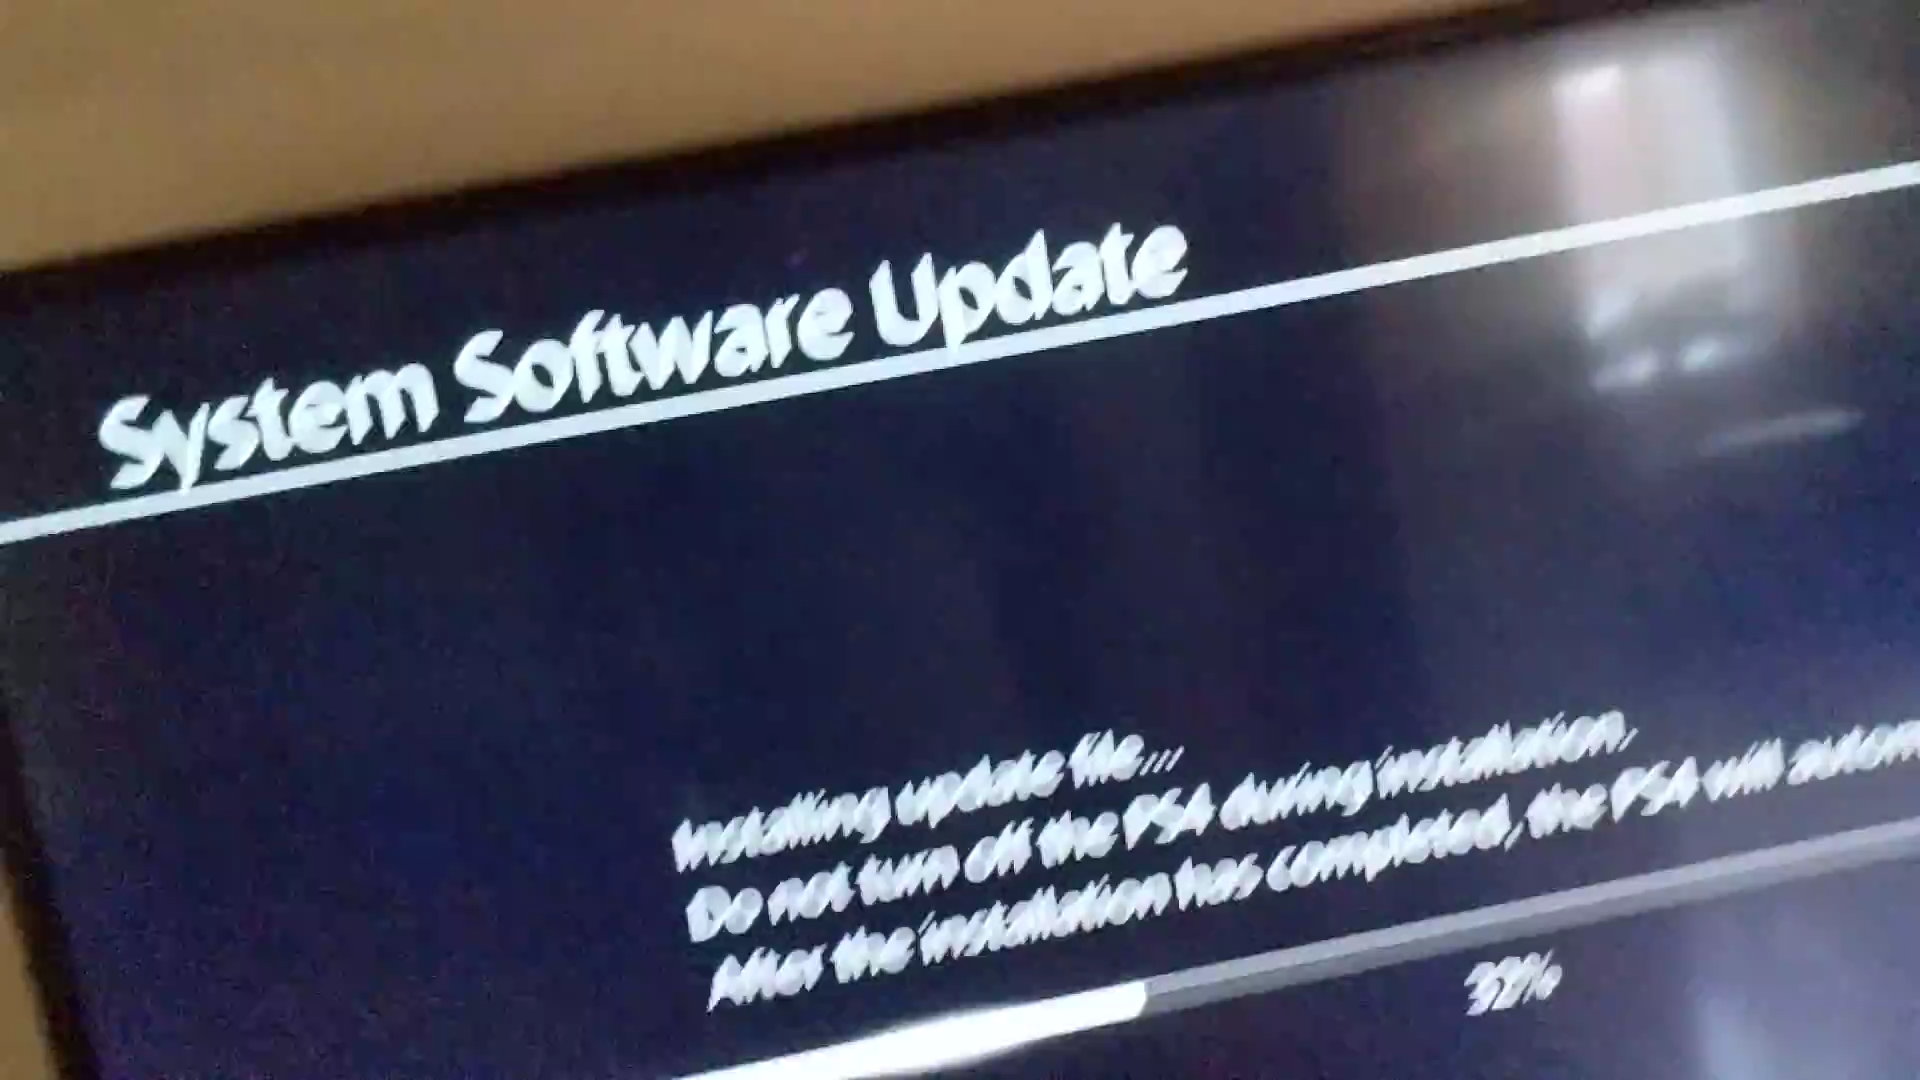 System Software Update
Installing update file...
Do not turn off the PS4 during installation.
After the installation has completed, the PS4 will autom
32%